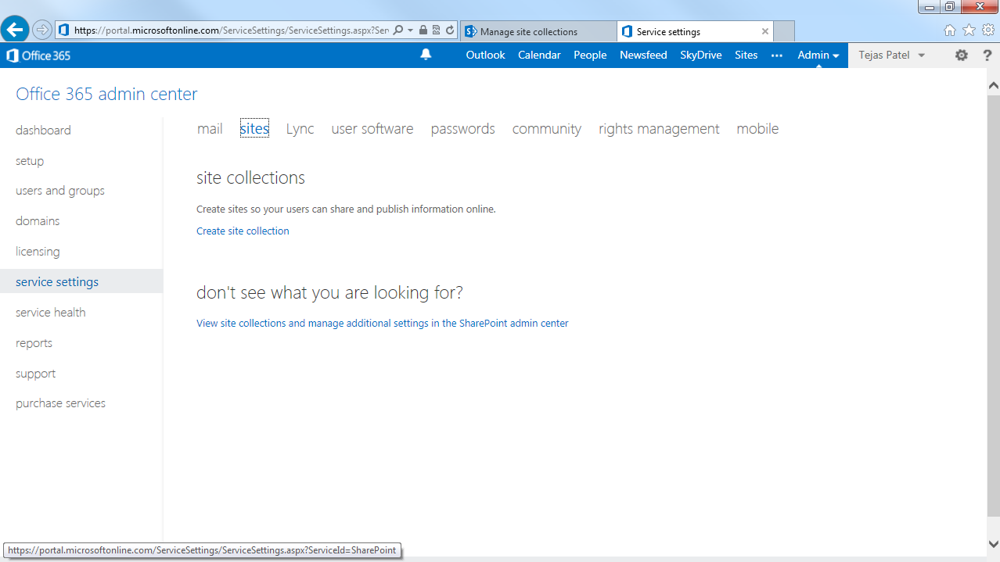 https://portal.microsoftonline.com/ServiceSettings/ServiceSettings.aspx?Ser
Manage site collections
Service settings
Office 365
Outlook Calendar People Newsfeed SkyDrive Sites ••• Admin Tejas Patel ?
Office 365 admin center
mail sites Lync user software passwords community rights management mobile
dashboard
setup
users and groups
domains
licensing
service settings
service health
reports
support
purchase services
site collections
Create sites so your users can share and publish information online.
Create site collection
don't see what you are looking for?
View site collections and manage additional settings in the SharePoint admin center
https://portal.microsoftonline.com/ServiceSettings/ServiceSettings.aspx?ServiceId=SharePoint